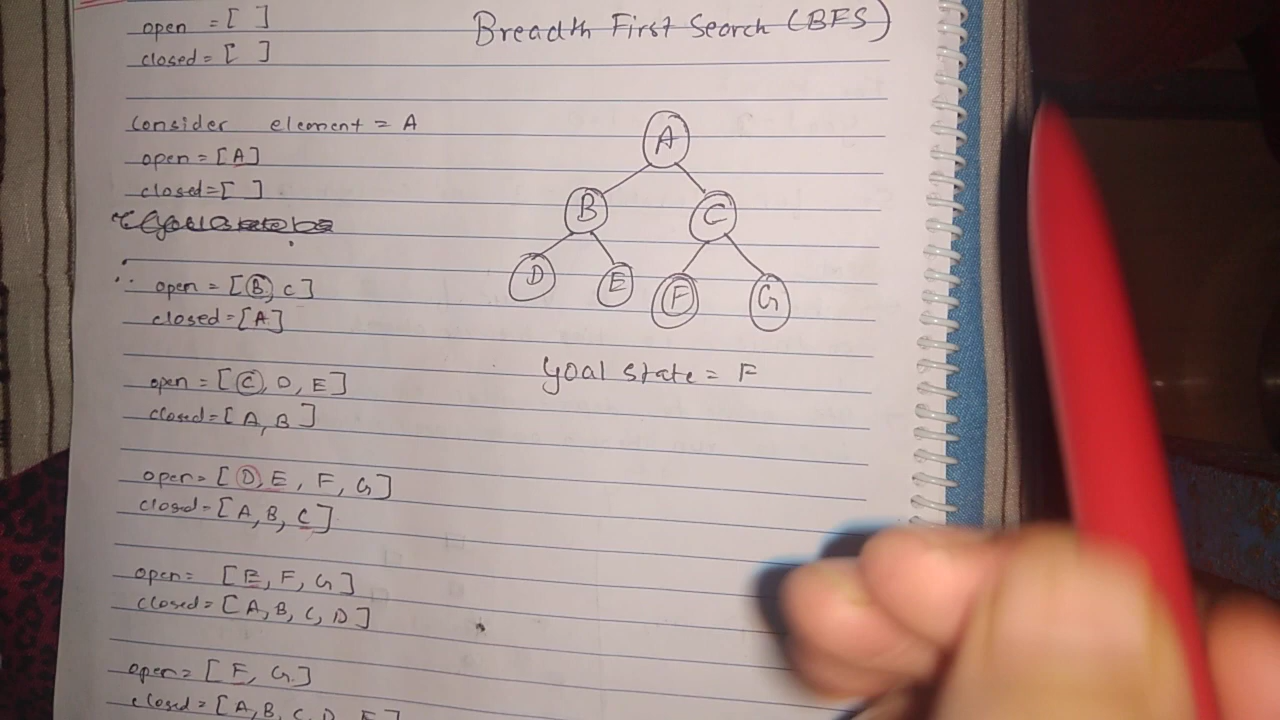 open = [ ]
closed = [ ]
Breadth First Search (BFS)
Consider element = A
open = [A]
closed = [ ]
∴ open = [B, C]
closed = [A]
open = [C, D, E]
closed = [A, B]
open = [D, E, F, G]
closed = [A, B, C]
open = [E, F, G]
closed = [A, B, C, D]
open = [F, G]
closed = [A, B, C, D, E]
A
B C
D E F G
Goal state = F